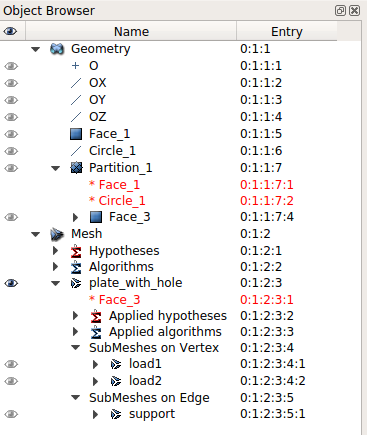 Object Browser
Name Entry
Geometry 0:1:1
O 0:1:1:1
OX 0:1:1:2
OY 0:1:1:3
OZ 0:1:1:4
Face_1 0:1:1:5
Circle_1 0:1:1:6
Partition_1 0:1:1:7
* Face_1 0:1:1:7:1
* Circle_1 0:1:1:7:2
Face_3 0:1:1:7:4
Mesh 0:1:2
Hypotheses 0:1:2:1
Algorithms 0:1:2:2
plate_with_hole 0:1:2:3
* Face_3 0:1:2:3:1
Applied hypotheses 0:1:2:3:2
Applied algorithms 0:1:2:3:3
SubMeshes on Vertex 0:1:2:3:4
load1 0:1:2:3:4:1
load2 0:1:2:3:4:2
SubMeshes on Edge 0:1:2:3:5
support 0:1:2:3:5:1